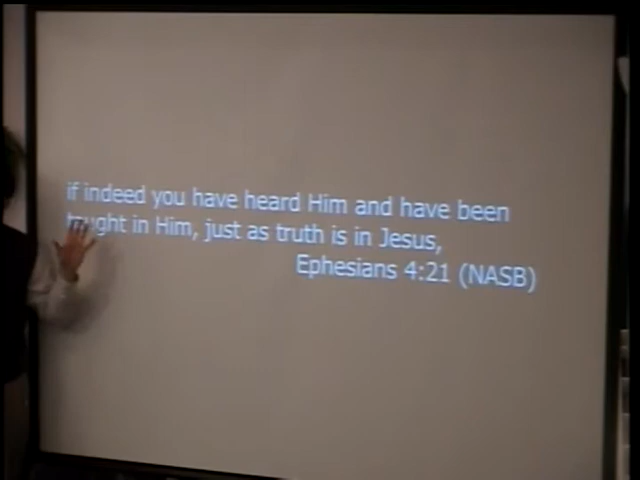 if indeed you have heard Him and have been
taught in Him, just as truth is in Jesus,
Ephesians 4:21 (NASB)